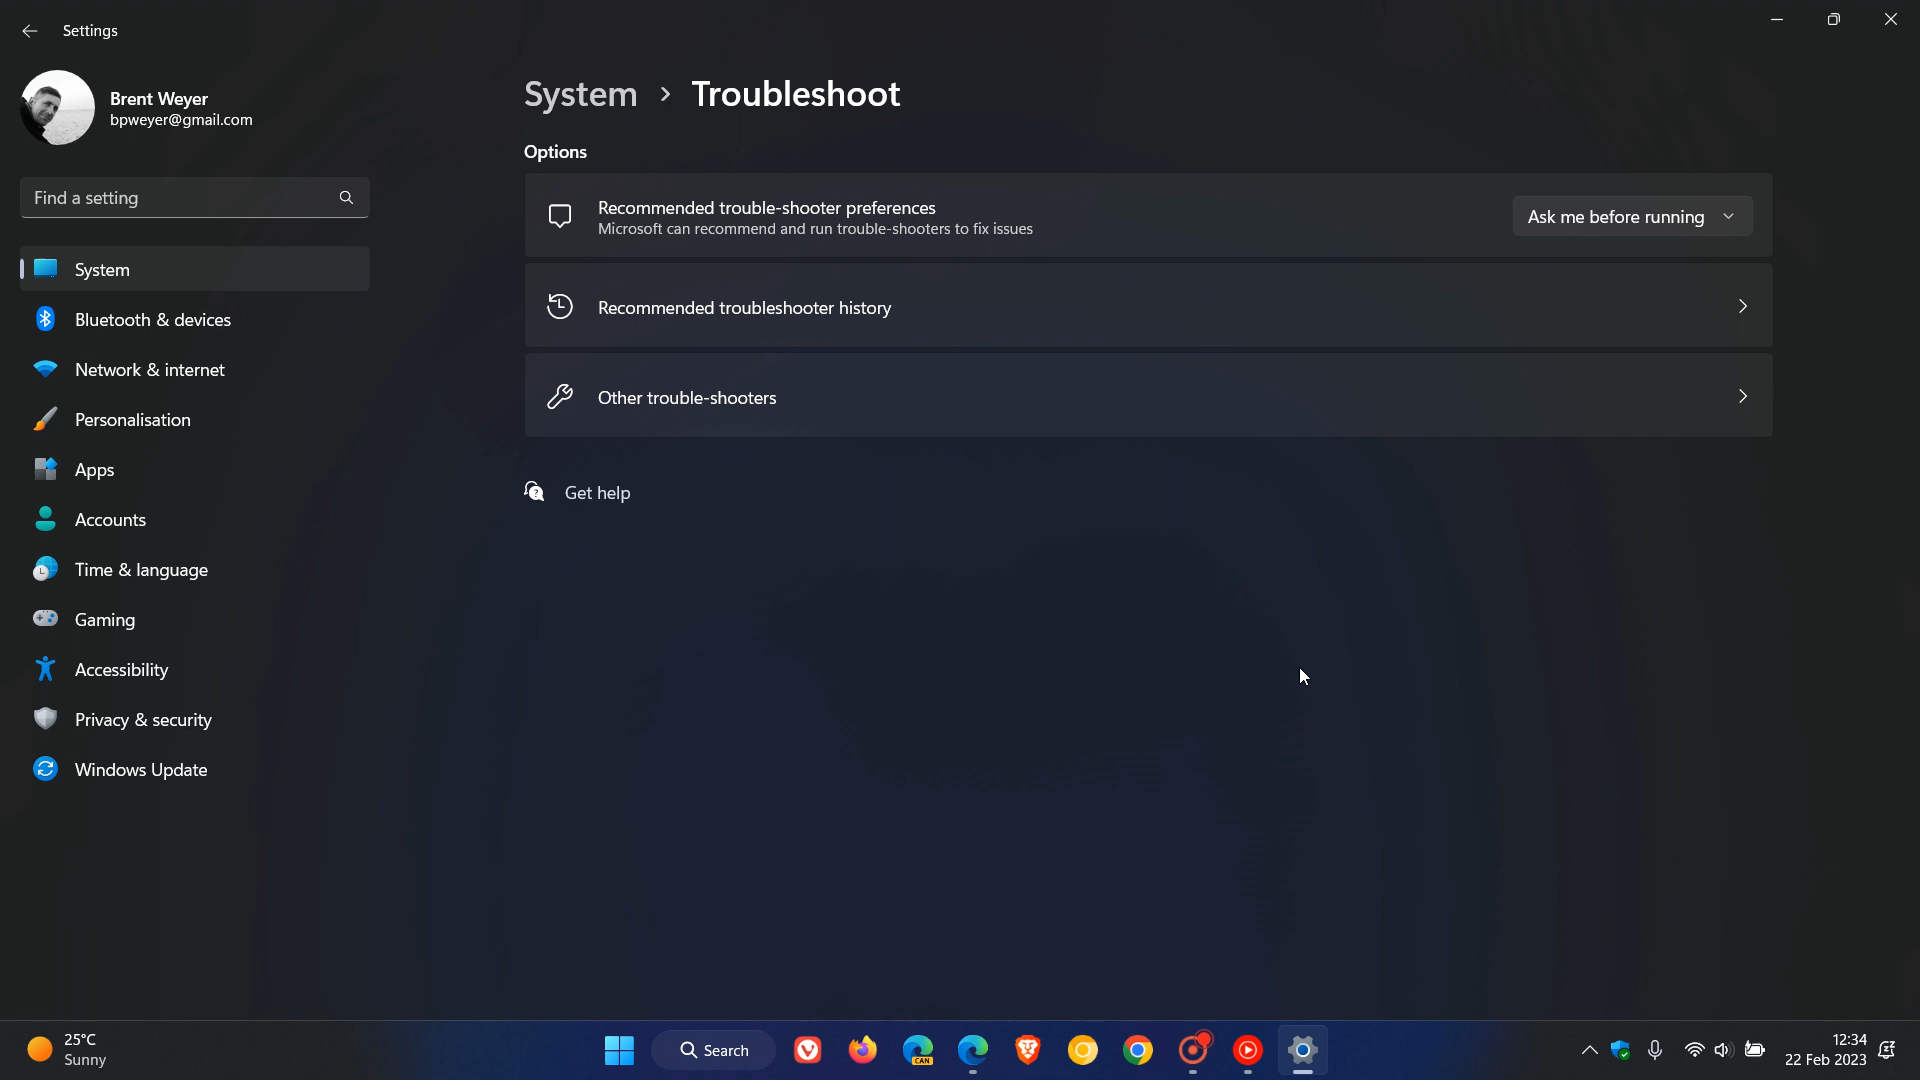 Settings
Brent Weyer
bpweyer@gmail.com
Find a setting
System
Bluetooth & devices
Network & internet
Personalisation
Apps
Accounts
Time & language
Gaming
Accessibility
Privacy & security
Windows Update
System > Troubleshoot
Options
Recommended trouble-shooter preferences
Microsoft can recommend and run trouble-shooters to fix issues
Ask me before running
Recommended troubleshooter history
Other trouble-shooters
Get help
25°C
Sunny
Search
CAN
12:34
22 Feb 2023